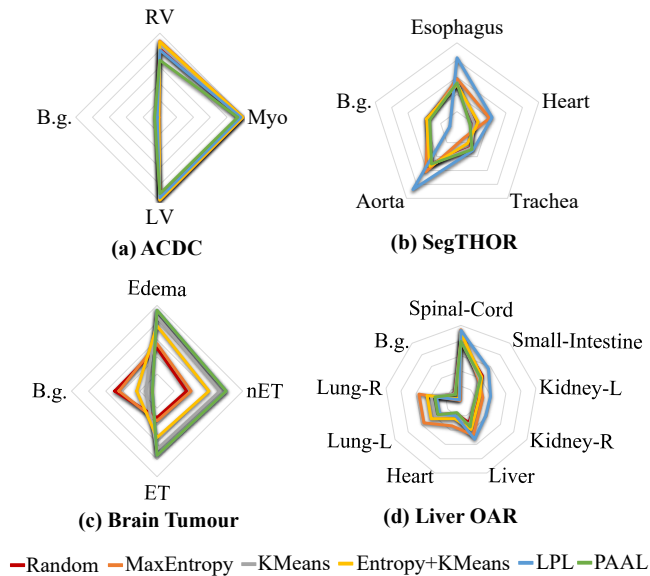 RV
B.g.
Myo
LV
(a) ACDC
Esophagus
B.g.
Heart
Aorta
Trachea
(b) SegTHOR
Edema
B.g.
nET
ET
(c) Brain Tumour
Spinal-Cord
B.g.
Small-Intestine
Lung-R
Kidney-L
Lung-L
Kidney-R
Heart
Liver
(d) Liver OAR
Random MaxEntropy KMeans Entropy+KMeans LPL PAAL